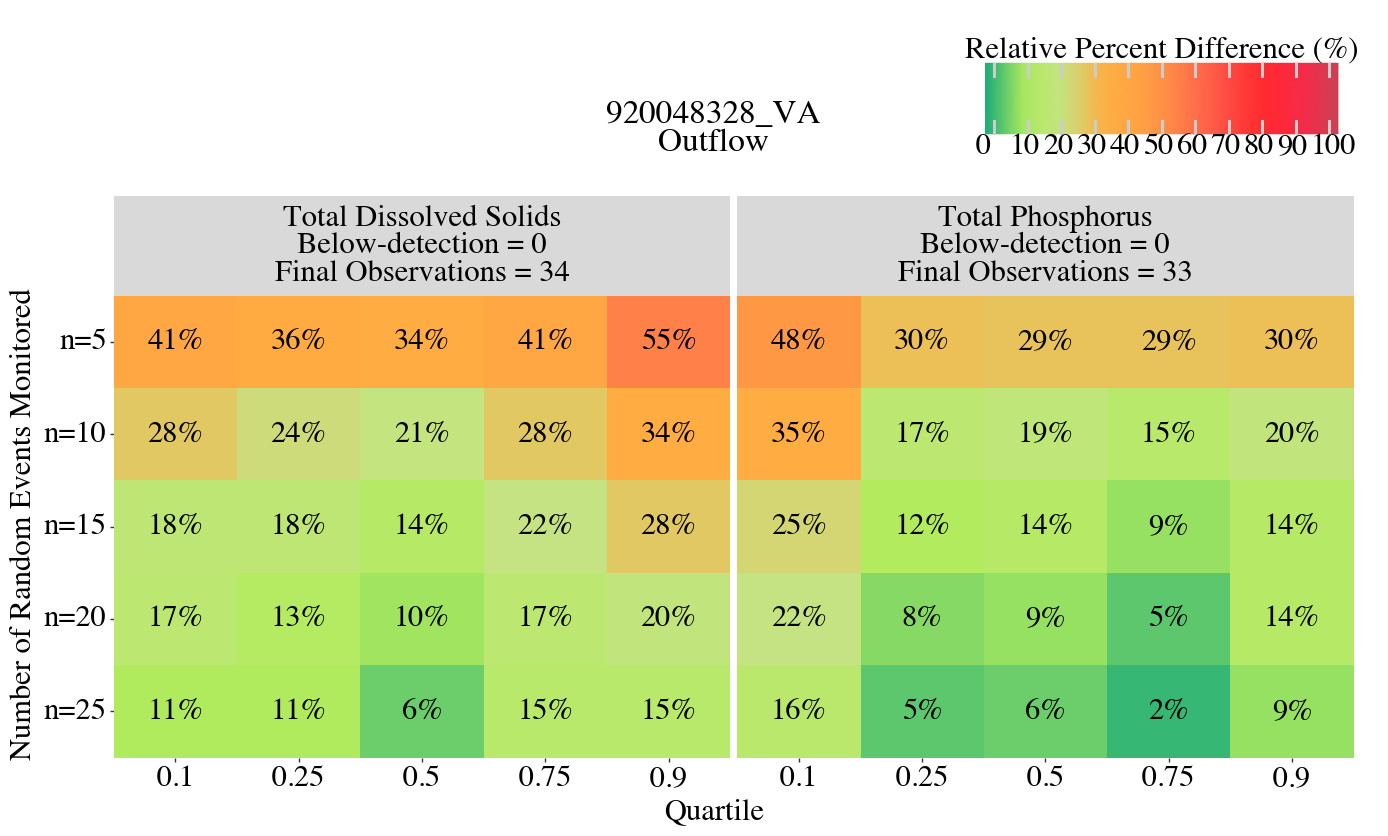 Relative Percent Difference (%)
0 10 20 30 40 50 60 70 80 90 100
920048328_VA
Outflow
Total Dissolved Solids
Below-detection = 0
Final Observations = 34
Total Phosphorus
Below-detection = 0
Final Observations = 33
Number of Random Events Monitored
n=5 41% 36% 34% 41% 55% 48% 30% 29% 29% 30%
n=10 28% 24% 21% 28% 34% 35% 17% 19% 15% 20%
n=15 18% 18% 14% 22% 28% 25% 12% 14% 9% 14%
n=20 17% 13% 10% 17% 20% 22% 8% 9% 5% 14%
n=25 11% 11% 6% 15% 15% 16% 5% 6% 2% 9%
0.1 0.25 0.5 0.75 0.9 0.1 0.25 0.5 0.75 0.9
Quartile